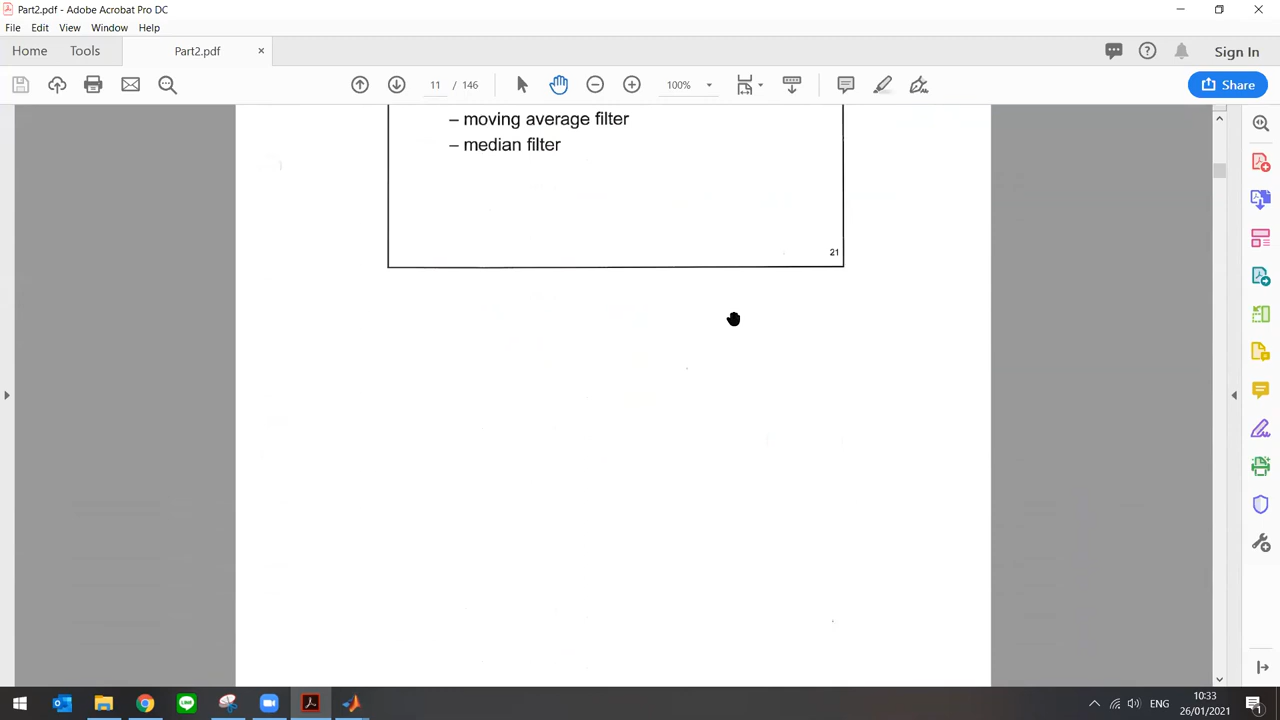 Part2.pdf - Adobe Acrobat Pro DC
File Edit View Window Help
Home Tools Part2.pdf × Sign In
11 / 146 100% Share
– moving average filter
– median filter
21
10:33
ENG
26/01/2021
1